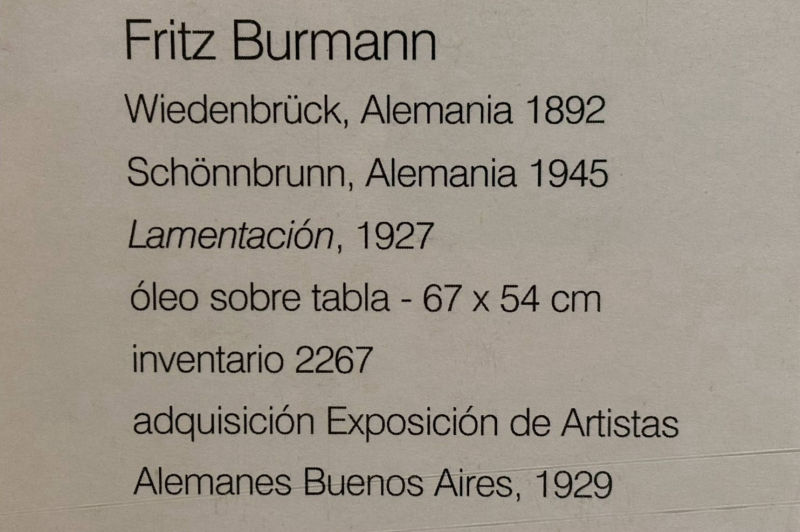 Fritz Burmann
Wiedenbrück, Alemania 1892
Schönnbrunn, Alemania 1945
Lamentación, 1927
óleo sobre tabla - 67 x 54 cm
inventario 2267
adquisición Exposición de Artistas
Alemanes Buenos Aires, 1929